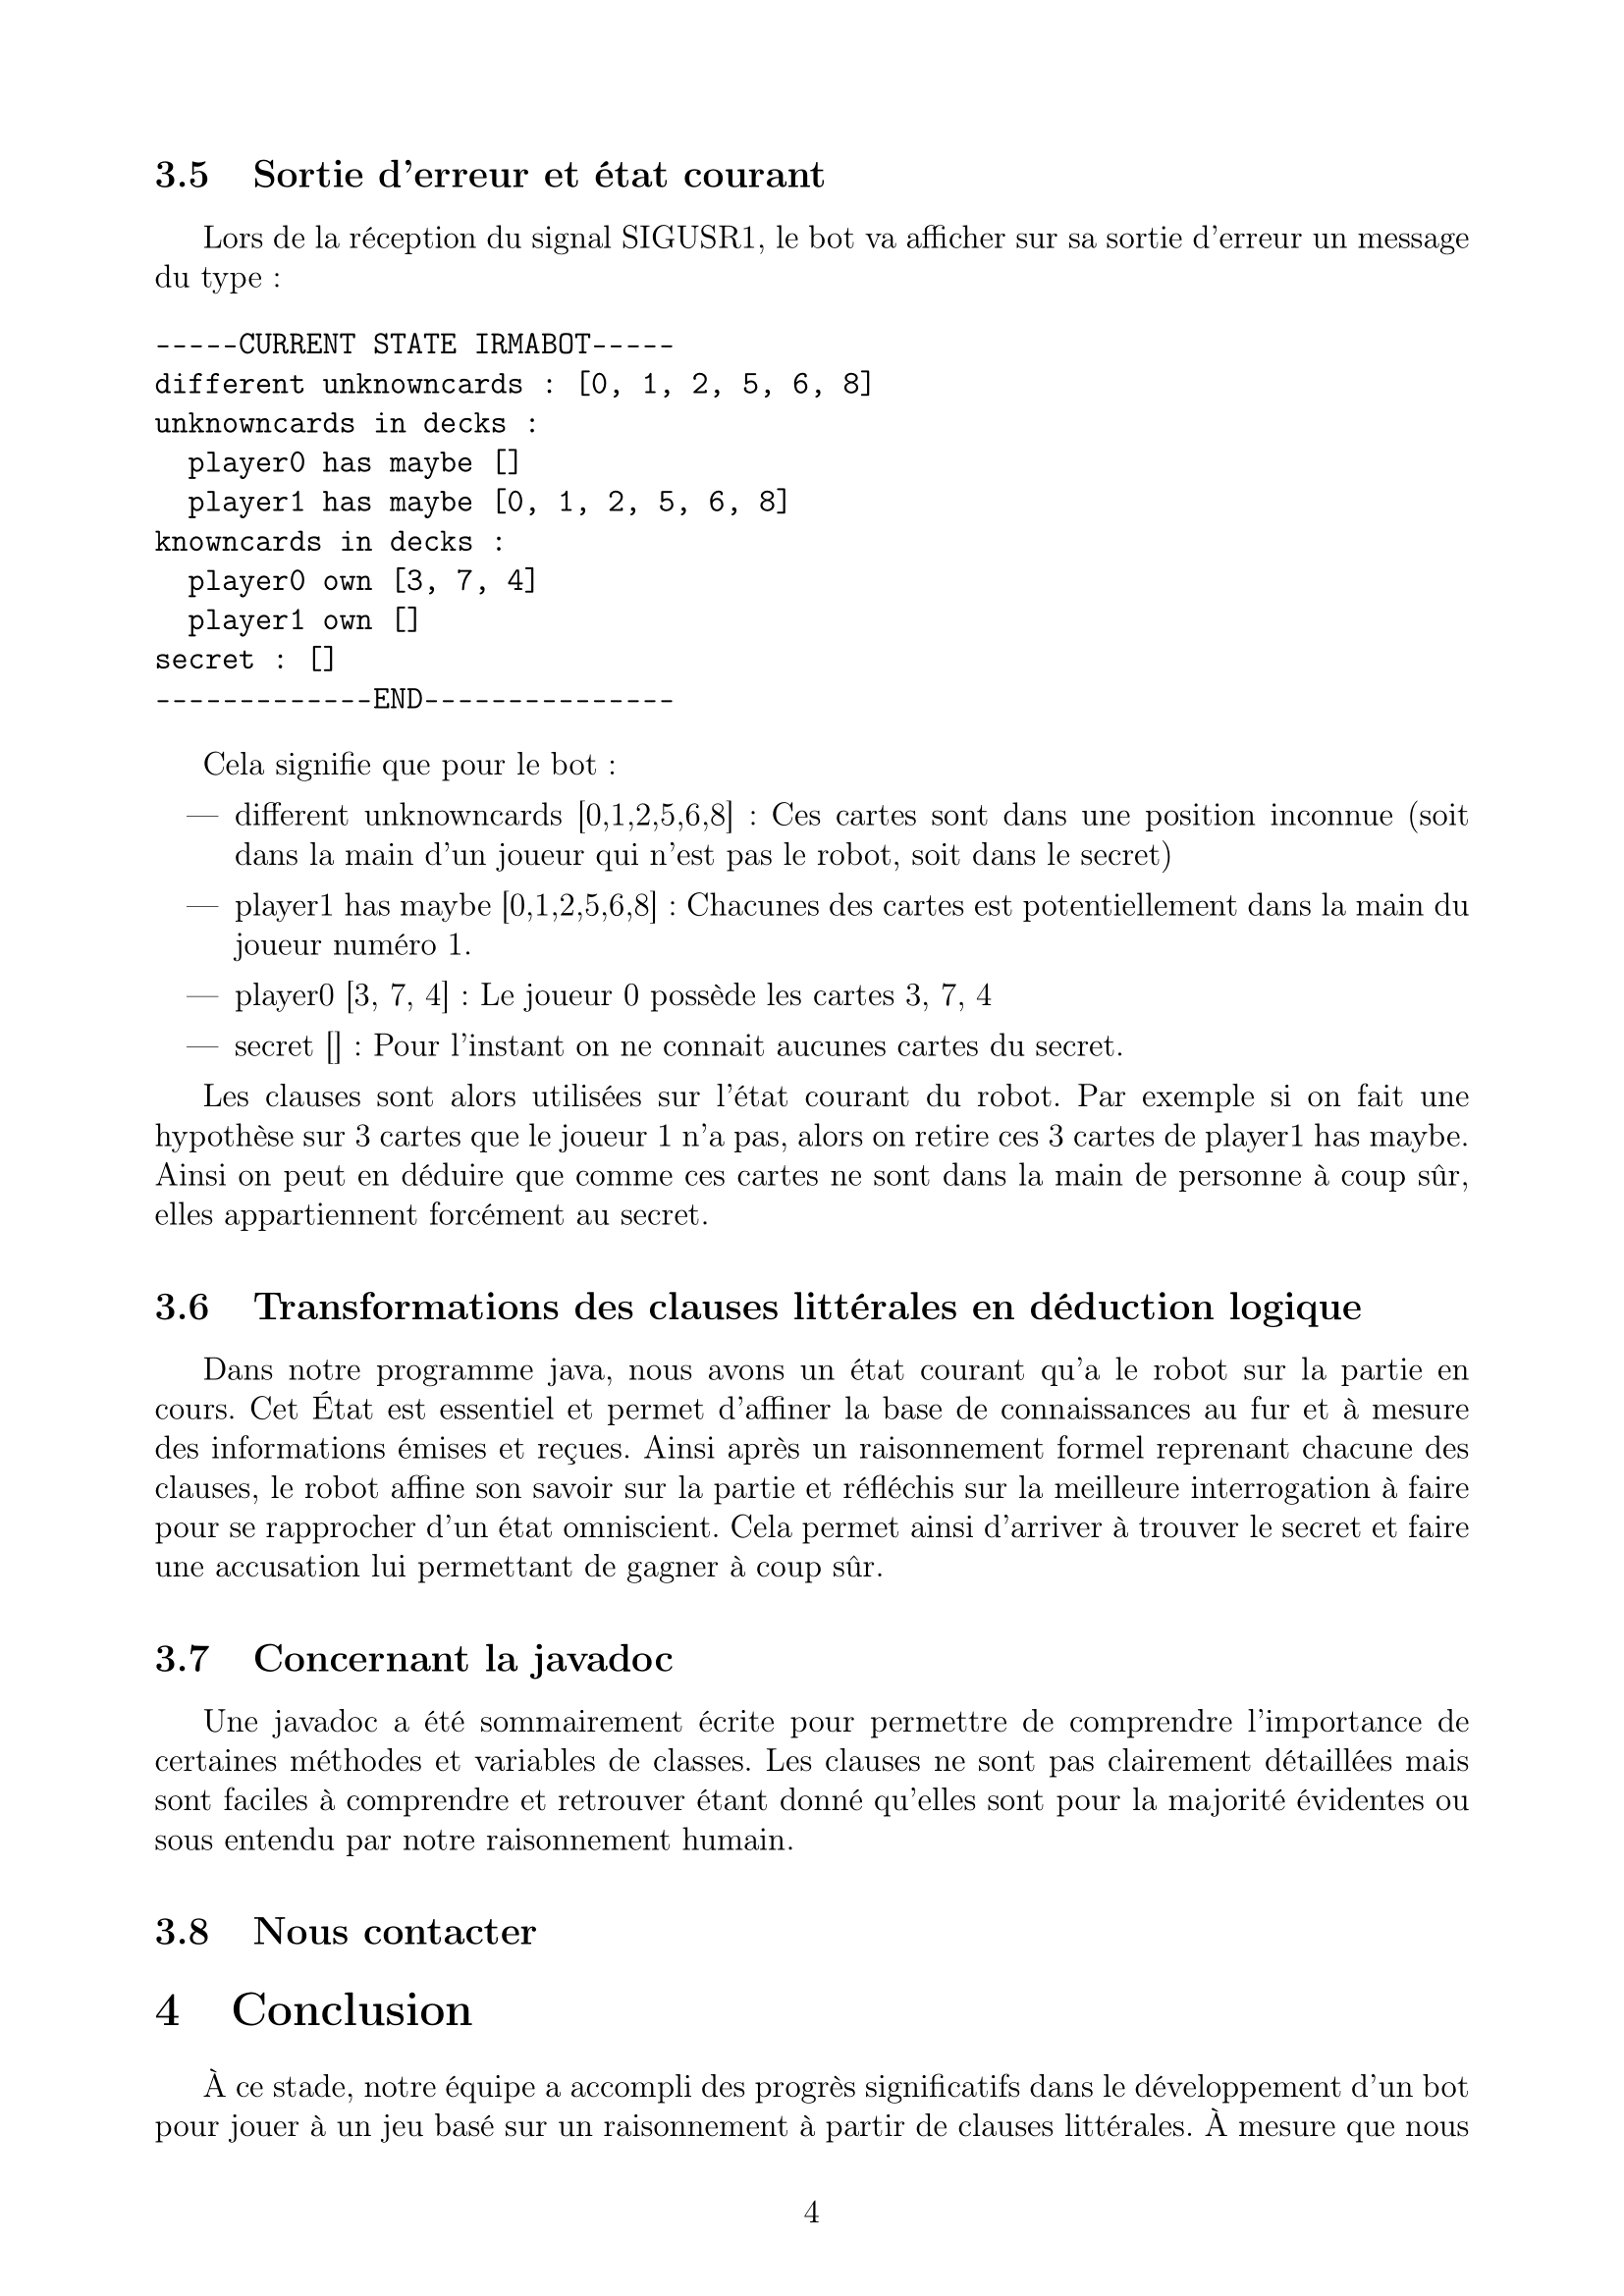 3.5 Sortie d'erreur et état courant
Lors de la réception du signal SIGUSR1, le bot va afficher sur sa sortie d'erreur un message
du type :
-----CURRENT STATE IRMABOT-----
different unknowncards : [0, 1, 2, 5, 6, 8]
unknowncards in decks :
  player0 has maybe []
  player1 has maybe [0, 1, 2, 5, 6, 8]
knowncards in decks :
  player0 own [3, 7, 4]
  player1 own []
secret : []
-------------END---------------
Cela signifie que pour le bot :
— different unknowncards [0,1,2,5,6,8] : Ces cartes sont dans une position inconnue (soit
dans la main d'un joueur qui n'est pas le robot, soit dans le secret)
— player1 has maybe [0,1,2,5,6,8] : Chacunes des cartes est potentiellement dans la main du
joueur numéro 1.
— player0 [3, 7, 4] : Le joueur 0 possède les cartes 3, 7, 4
— secret [] : Pour l'instant on ne connait aucunes cartes du secret.
Les clauses sont alors utilisées sur l'état courant du robot. Par exemple si on fait une
hypothèse sur 3 cartes que le joueur 1 n'a pas, alors on retire ces 3 cartes de player1 has maybe.
Ainsi on peut en déduire que comme ces cartes ne sont dans la main de personne à coup sûr,
elles appartiennent forcément au secret.
3.6 Transformations des clauses littérales en déduction logique
Dans notre programme java, nous avons un état courant qu'a le robot sur la partie en
cours. Cet État est essentiel et permet d'affiner la base de connaissances au fur et à mesure
des informations émises et reçues. Ainsi après un raisonnement formel reprenant chacune des
clauses, le robot affine son savoir sur la partie et réfléchis sur la meilleure interrogation à faire
pour se rapprocher d'un état omniscient. Cela permet ainsi d'arriver à trouver le secret et faire
une accusation lui permettant de gagner à coup sûr.
3.7 Concernant la javadoc
Une javadoc a été sommairement écrite pour permettre de comprendre l'importance de
certaines méthodes et variables de classes. Les clauses ne sont pas clairement détaillées mais
sont faciles à comprendre et retrouver étant donné qu'elles sont pour la majorité évidentes ou
sous entendu par notre raisonnement humain.
3.8 Nous contacter
4 Conclusion
À ce stade, notre équipe a accompli des progrès significatifs dans le développement d'un bot
pour jouer à un jeu basé sur un raisonnement à partir de clauses littérales. À mesure que nous
4